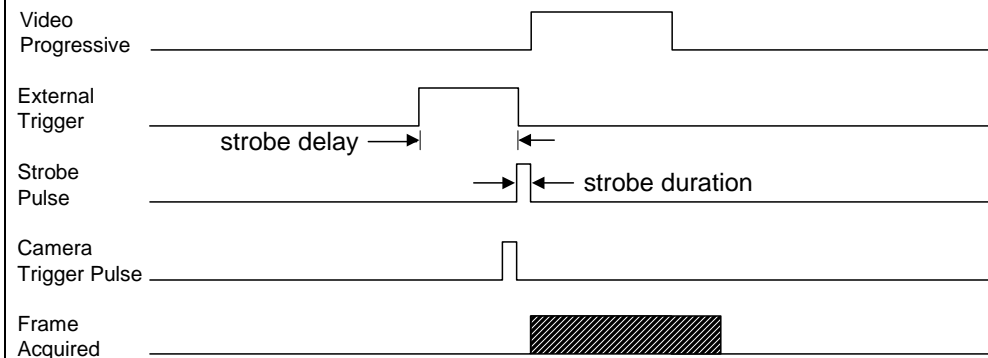 Video
Progressive
External
Trigger
strobe delay
Strobe
Pulse
strobe duration
Camera
Trigger Pulse
Frame
Acquired